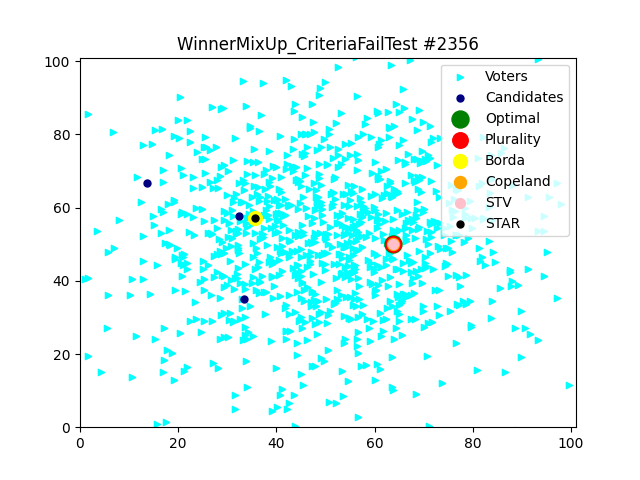 WinnerMixUp_CriteriaFailTest #2356
100
80
60
40
20
0
0 20 40 60 80 100
Voters
Candidates
Optimal
Plurality
Borda
Copeland
STV
STAR